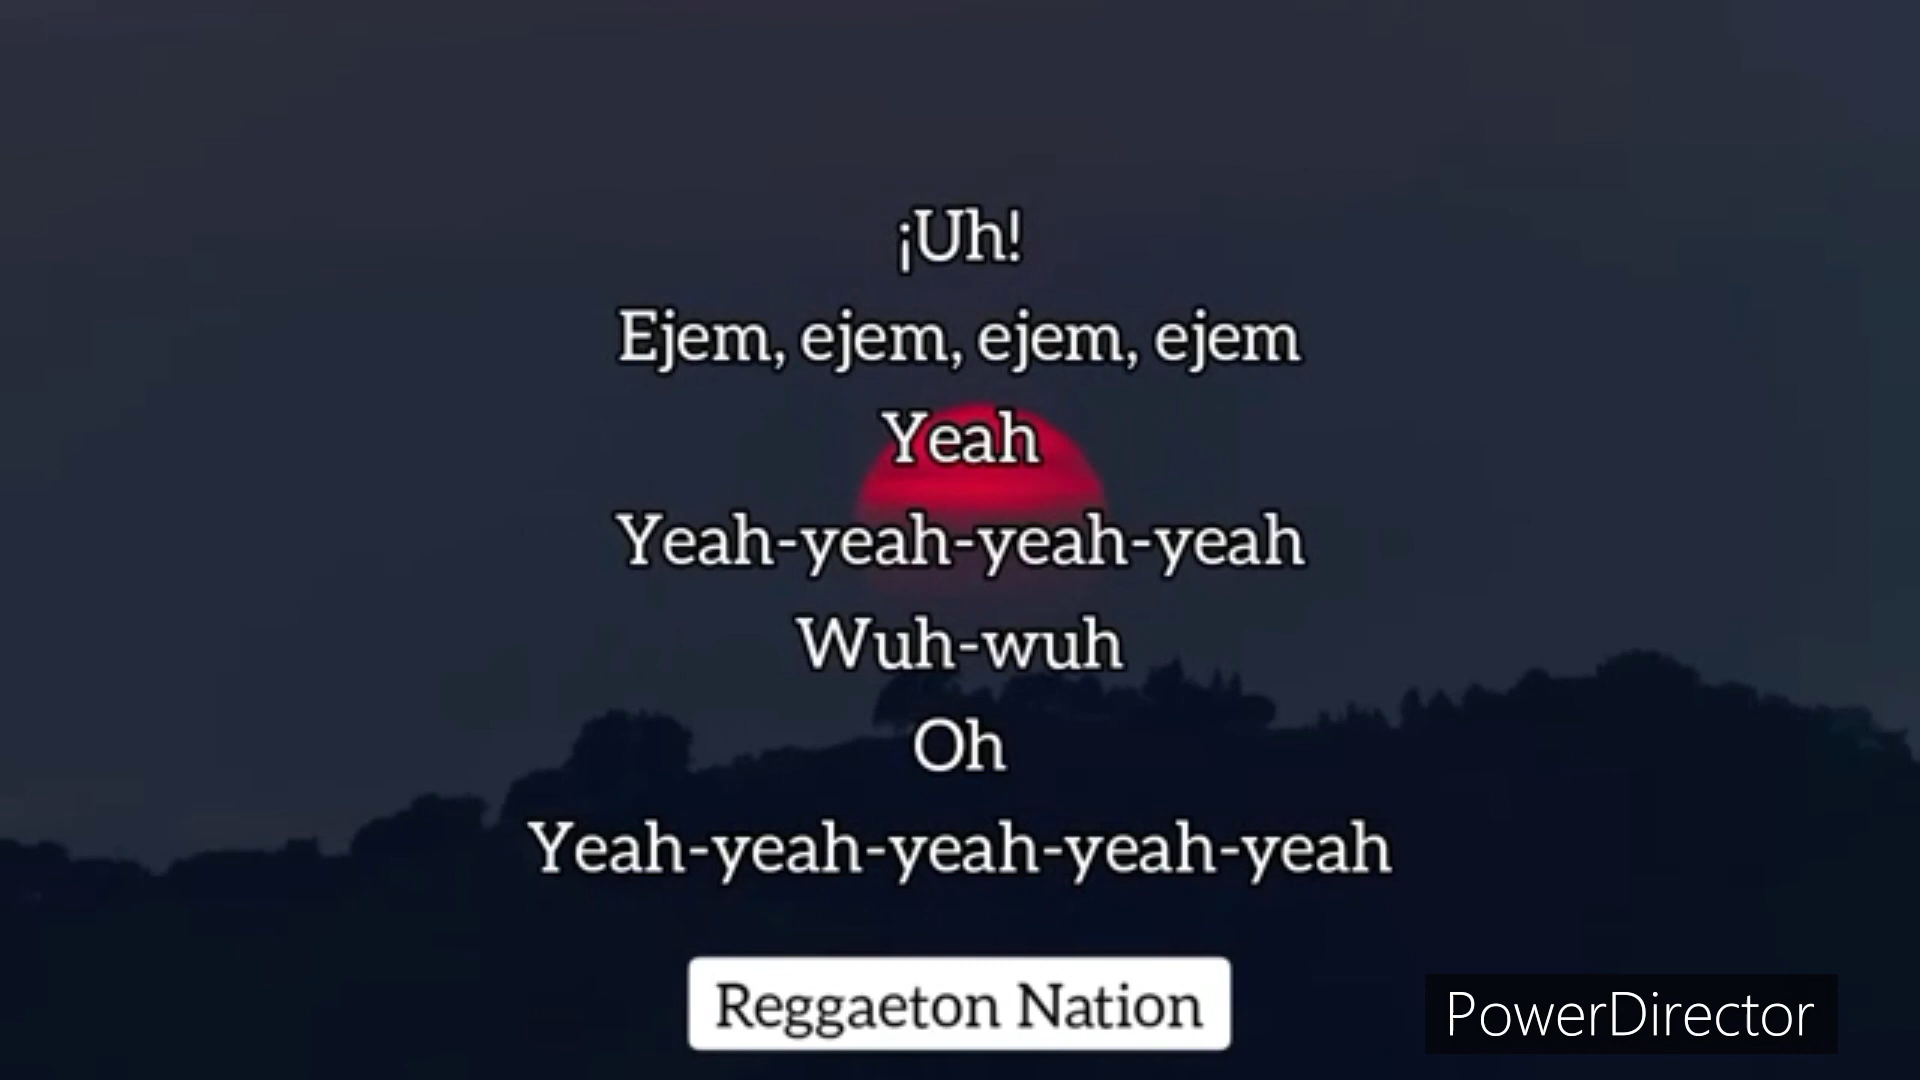 ¡Uh!
Ejem, ejem, ejem, ejem
Yeah
Yeah-yeah-yeah-yeah
Wuh-wuh
Oh
Yeah-yeah-yeah-yeah-yeah
Reggaeton Nation
PowerDirector